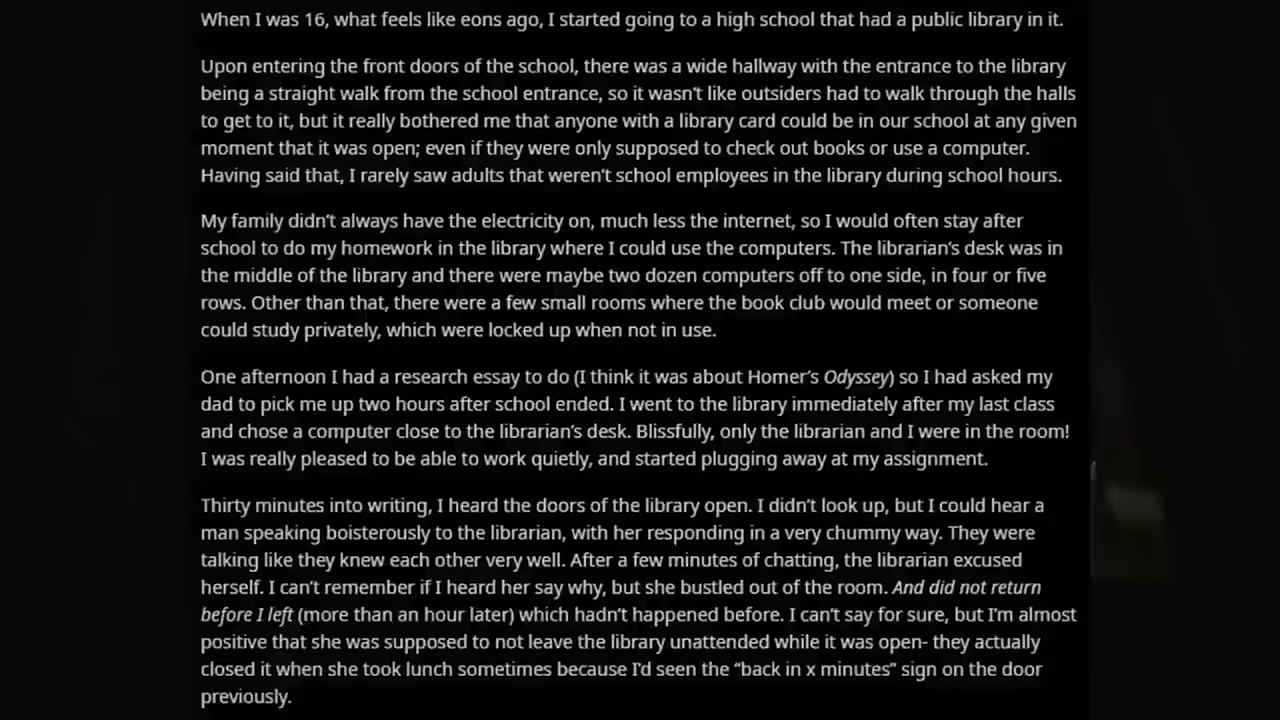 When I was 16, what feels like eons ago, I started going to a high school that had a public library in it.
Upon entering the front doors of the school, there was a wide hallway with the entrance to the library
being a straight walk from the school entrance, so it wasn't like outsiders had to walk through the halls
to get to it, but it really bothered me that anyone with a library card could be in our school at any given
moment that it was open; even if they were only supposed to check out books or use a computer.
Having said that, I rarely saw adults that weren't school employees in the library during school hours.
My family didn't always have the electricity on, much less the internet, so I would often stay after
school to do my homework in the library where I could use the computers. The librarian's desk was in
the middle of the library and there were maybe two dozen computers off to one side, in four or five
rows. Other than that, there were a few small rooms where the book club would meet or someone
could study privately, which were locked up when not in use.
One afternoon I had a research essay to do (I think it was about Homer's Odyssey) so I had asked my
dad to pick me up two hours after school ended. I went to the library immediately after my last class
and chose a computer close to the librarian's desk. Blissfully, only the librarian and I were in the room!
I was really pleased to be able to work quietly, and started plugging away at my assignment.
Thirty minutes into writing, I heard the doors of the library open. I didn't look up, but I could hear a
man speaking boisterously to the librarian, with her responding in a very chummy way. They were
talking like they knew each other very well. After a few minutes of chatting, the librarian excused
herself. I can't remember if I heard her say why, but she bustled out of the room. And did not return
before I left (more than an hour later) which hadn't happened before. I can't say for sure, but I'm almost
positive that she was supposed to not leave the library unattended while it was open- they actually
closed it when she took lunch sometimes because I'd seen the “back in x minutes” sign on the door
previously.